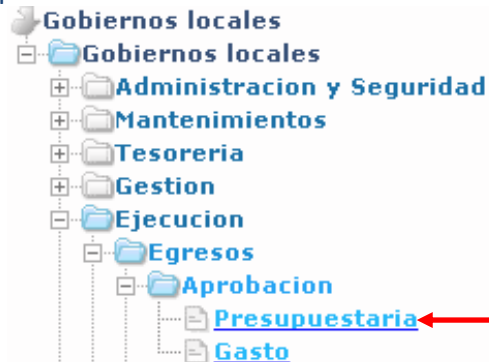 Gobiernos locales
Gobiernos locales
Administracion y Seguridad
Mantenimientos
Tesoreria
Gestion
Ejecucion
Egresos
Aprobacion
Presupuestaria
Gasto